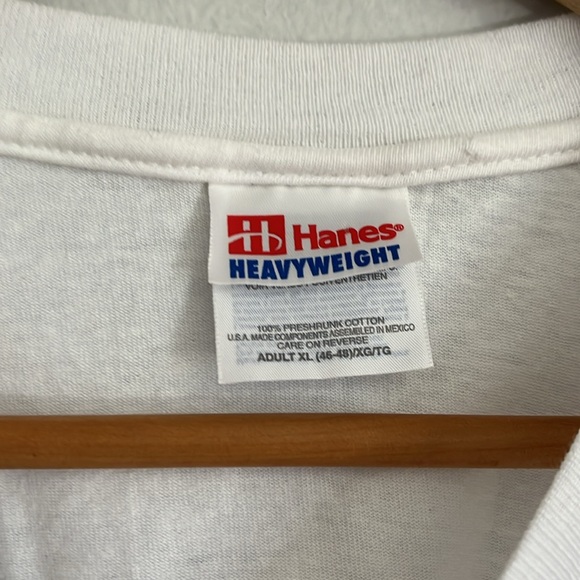 Hanes®
HEAVYWEIGHT
100% PRESHRUNK COTTON
U.S.A. MADE COMPONENTS ASSEMBLED IN MEXICO
CARE ON REVERSE
ADULT XL (46-48)/XG/TG